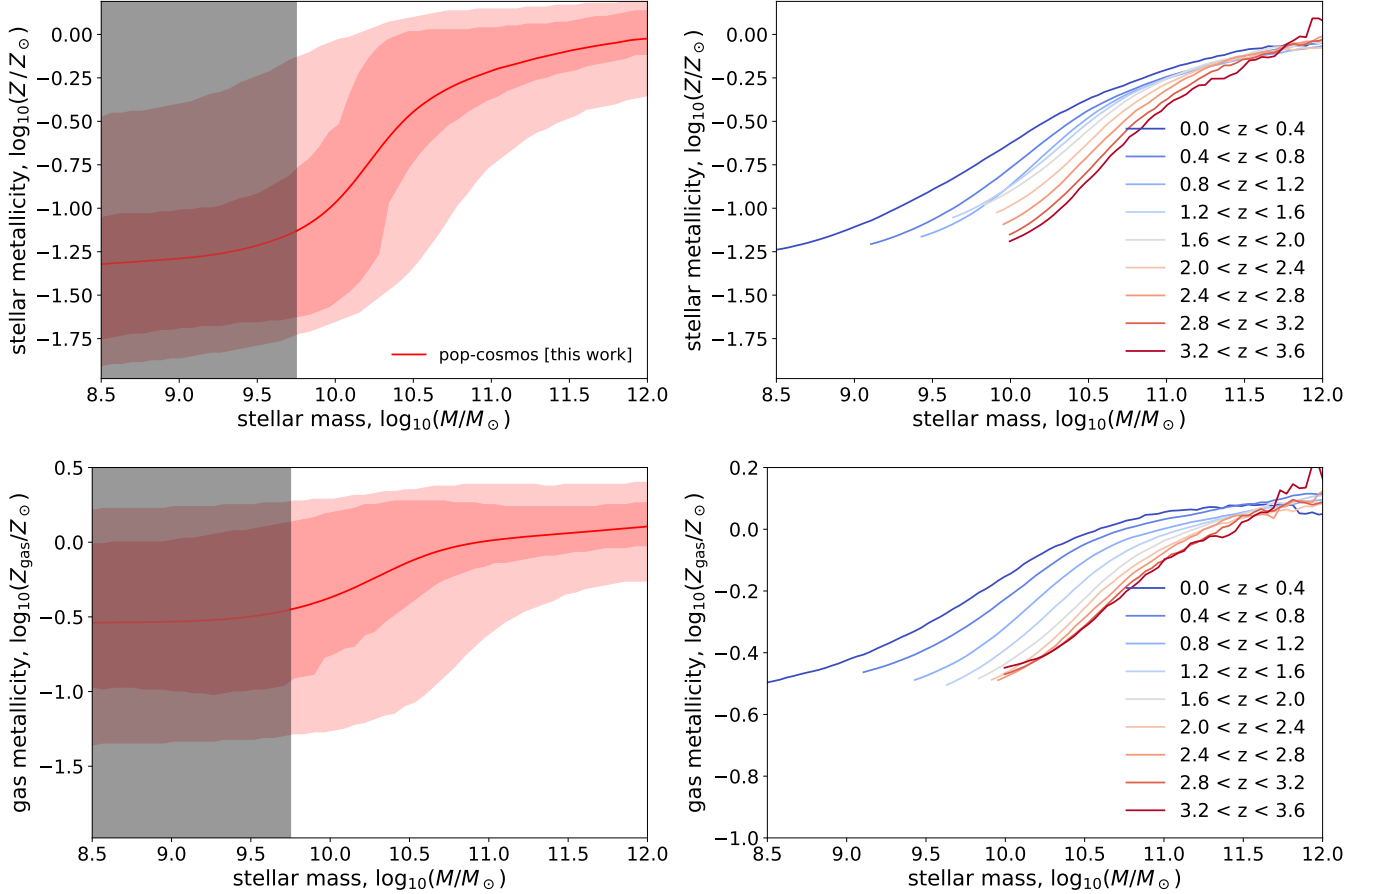 0.00
−0.25
−0.50
−0.75
−1.00
−1.25
−1.50
−1.75
stellar metallicity, log₁₀(Z/Z⊙)
pop-cosmos [this work]
8.5 9.0 9.5 10.0 10.5 11.0 11.5 12.0
stellar mass, log₁₀(M/M⊙)
0.00
−0.25
−0.50
−0.75
−1.00
−1.25
−1.50
−1.75
stellar metallicity, log₁₀(Z/Z⊙)
0.0 < z < 0.4
0.4 < z < 0.8
0.8 < z < 1.2
1.2 < z < 1.6
1.6 < z < 2.0
2.0 < z < 2.4
2.4 < z < 2.8
2.8 < z < 3.2
3.2 < z < 3.6
8.5 9.0 9.5 10.0 10.5 11.0 11.5 12.0
stellar mass, log₁₀(M/M⊙)
0.5
0.0
−0.5
−1.0
−1.5
gas metallicity, log₁₀(Z_gas/Z⊙)
8.5 9.0 9.5 10.0 10.5 11.0 11.5 12.0
stellar mass, log₁₀(M/M⊙)
0.2
0.0
−0.2
−0.4
−0.6
−0.8
−1.0
gas metallicity, log₁₀(Z_gas/Z⊙)
0.0 < z < 0.4
0.4 < z < 0.8
0.8 < z < 1.2
1.2 < z < 1.6
1.6 < z < 2.0
2.0 < z < 2.4
2.4 < z < 2.8
2.8 < z < 3.2
3.2 < z < 3.6
8.5 9.0 9.5 10.0 10.5 11.0 11.5 12.0
stellar mass, log₁₀(M/M⊙)